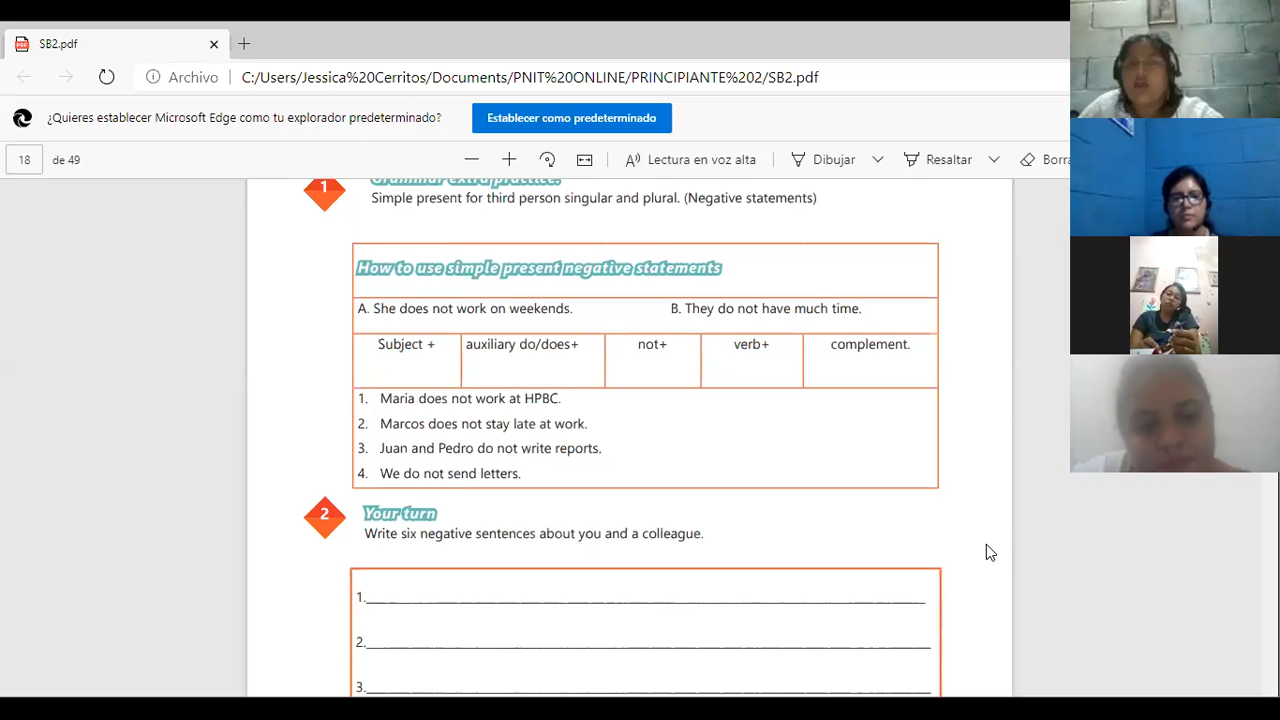 SB2.pdf
Archivo C:/Users/Jessica%20Cerritos/Documents/PNIT%20ONLINE/PRINCIPIANTE%202/SB2.pdf
¿Quieres establecer Microsoft Edge como tu explorador predeterminado? Establecer como predeterminado
18 de 49 Lectura en voz alta Dibujar Resaltar Borra
1 Grammar extra practice.
Simple present for third person singular and plural. (Negative statements)
How to use simple present negative statements
A. She does not work on weekends. B. They do not have much time.
Subject + auxiliary do/does+ not+ verb+ complement.
1. Maria does not work at HPBC.
2. Marcos does not stay late at work.
3. Juan and Pedro do not write reports.
4. We do not send letters.
2 Your turn
Write six negative sentences about you and a colleague.
1.
2.
3.